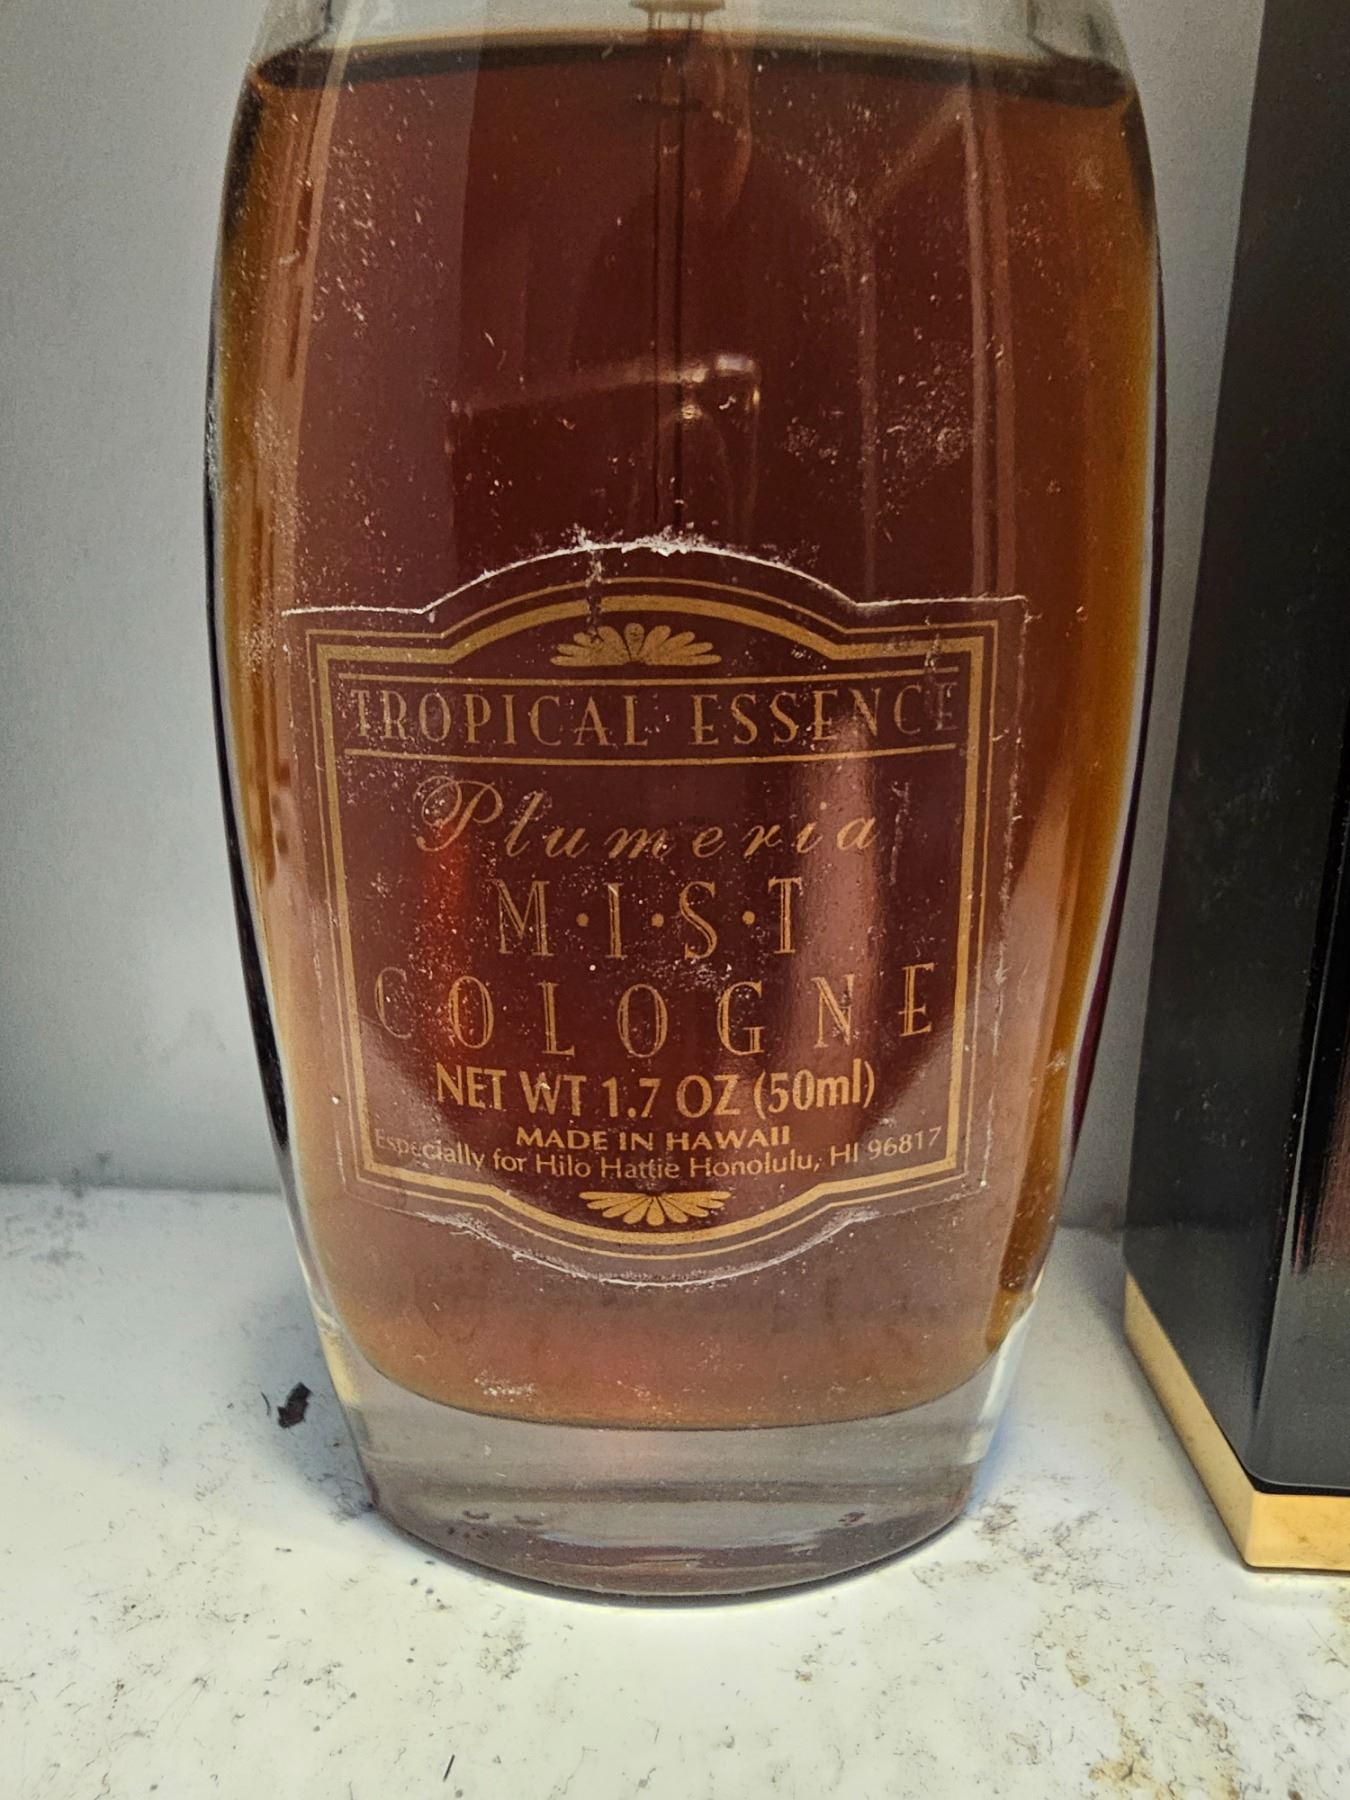 TROPICAL ESSENCE
Plumeria
M·I·S·T
COLOGNE
NET WT 1.7 OZ (50ml)
MADE IN HAWAII
Especially for Hilo Hattie Honolulu, HI 96817